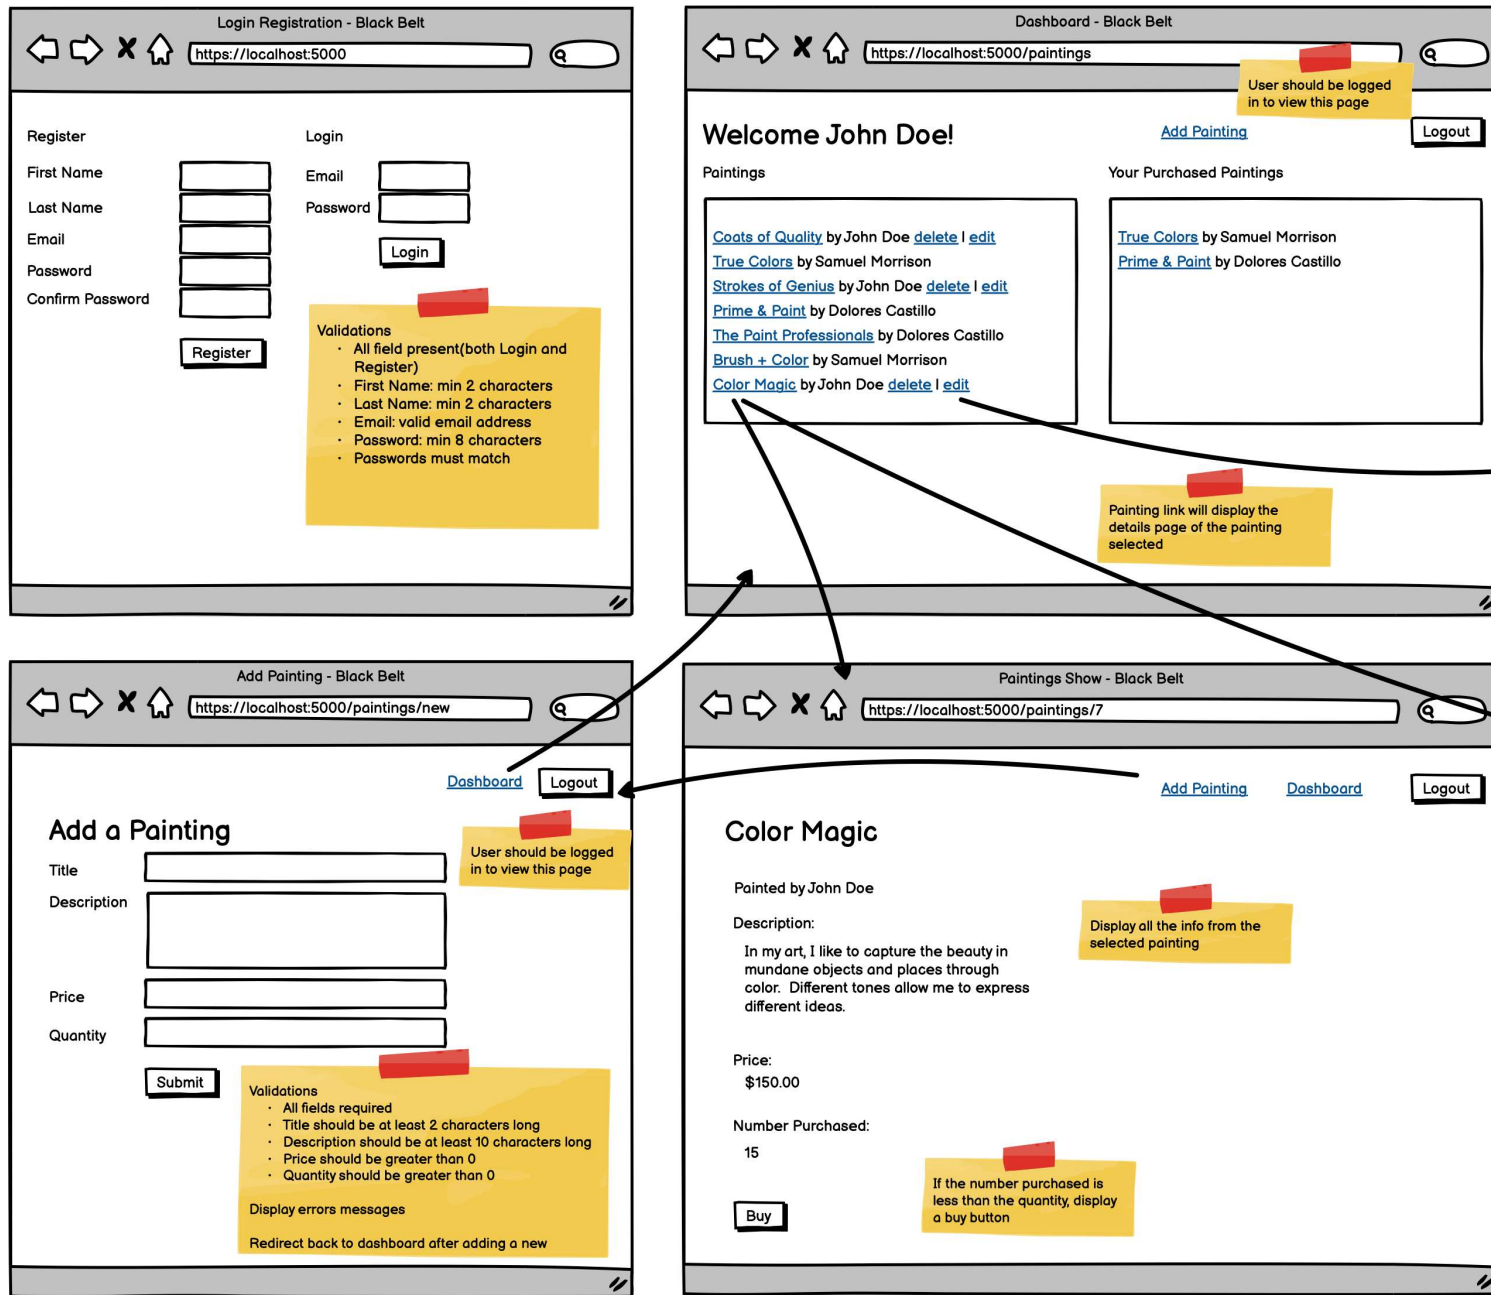 Login Registration - Black Belt
https://localhost:5000
Register
First Name
Last Name
Email
Password
Confirm Password
Register
Login
Email
Password
Login
Validations
· All field present(both Login and
Register)
· First Name: min 2 characters
· Last Name: min 2 characters
· Email: valid email address
· Password: min 8 characters
· Passwords must match
Dashboard - Black Belt
https://localhost:5000/paintings
User should be logged
in to view this page
Welcome John Doe!
Add Painting
Logout
Paintings
Coats of Quality by John Doe delete | edit
True Colors by Samuel Morrison
Strokes of Genius by John Doe delete | edit
Prime & Paint by Dolores Castillo
The Paint Professionals by Dolores Castillo
Brush + Color by Samuel Morrison
Color Magic by John Doe delete | edit
Your Purchased Paintings
True Colors by Samuel Morrison
Prime & Paint by Dolores Castillo
Painting link will display the
details page of the painting
selected
Add Painting - Black Belt
https://localhost:5000/paintings/new
Dashboard
Logout
Add a Painting
User should be logged
in to view this page
Title
Description
Price
Quantity
Submit
Validations
· All fields required
· Title should be at least 2 characters long
· Description should be at least 10 characters long
· Price should be greater than 0
· Quantity should be greater than 0
Display errors messages
Redirect back to dashboard after adding a new
Paintings Show - Black Belt
https://localhost:5000/paintings/7
Add Painting
Dashboard
Logout
Color Magic
Painted by John Doe
Description:
In my art, I like to capture the beauty in
mundane objects and places through
color. Different tones allow me to express
different ideas.
Display all the info from the
selected painting
Price:
$150.00
Number Purchased:
15
If the number purchased is
less than the quantity, display
a buy button
Buy